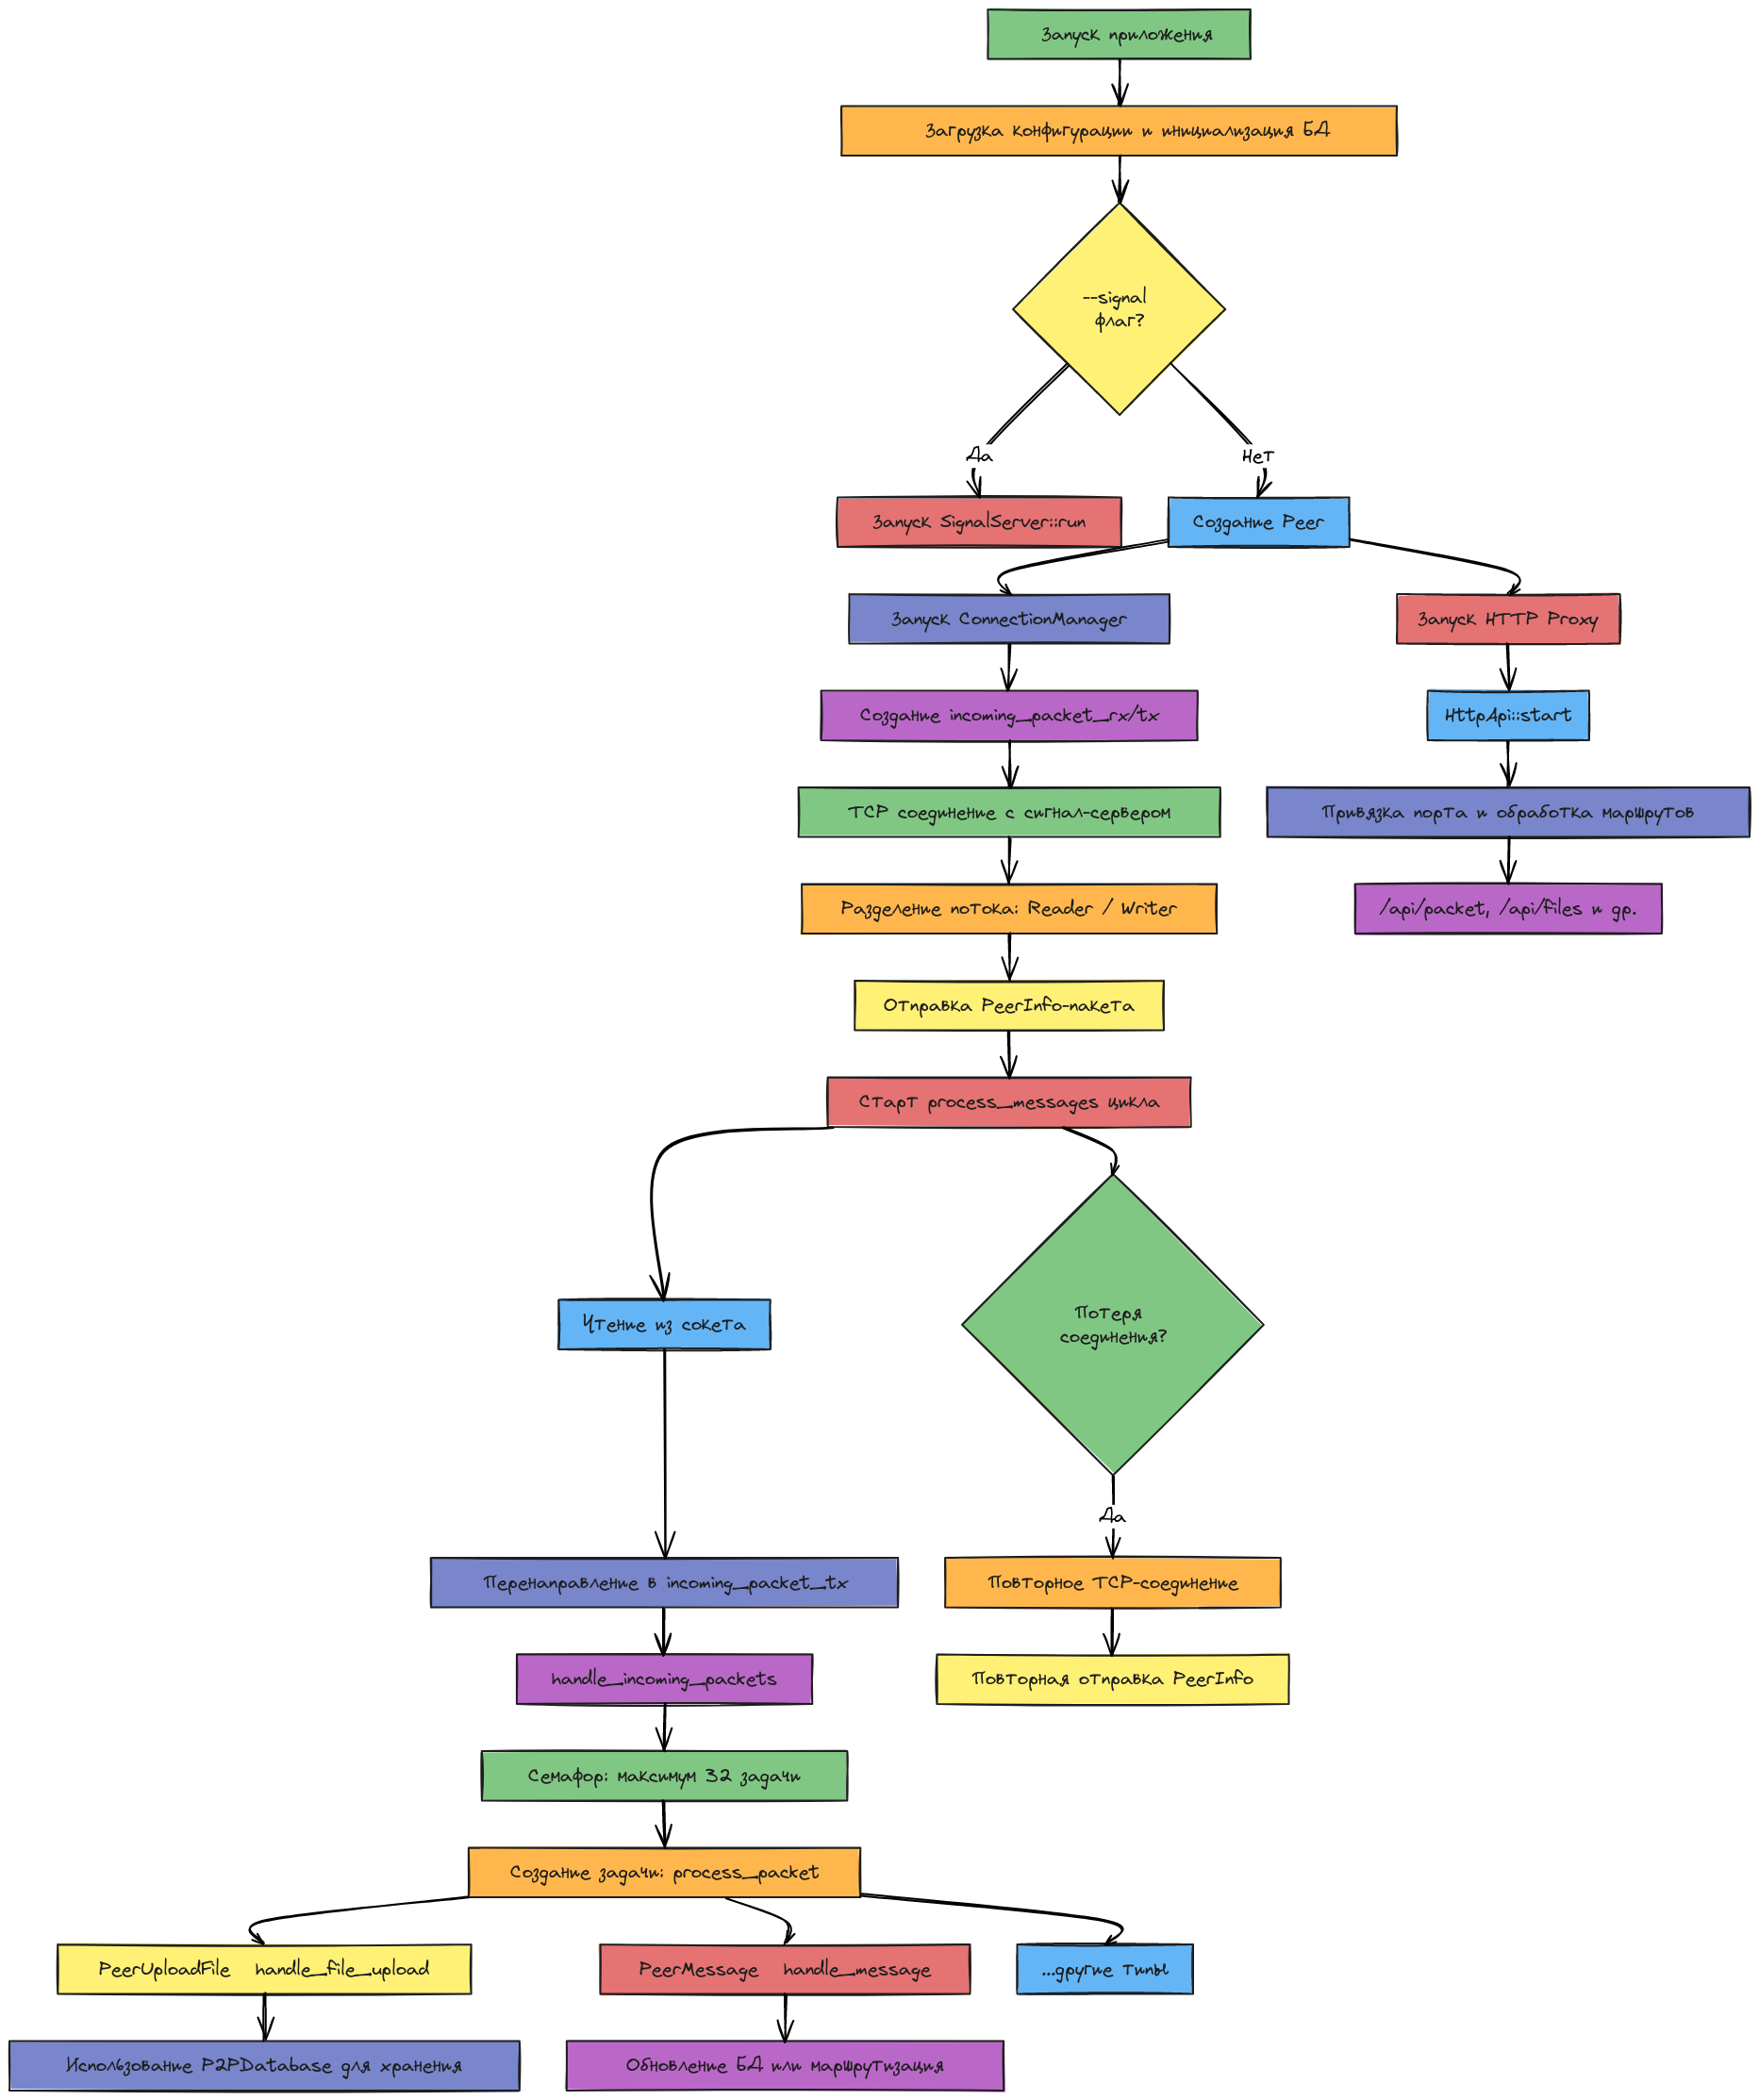 Запуск приложения
Загрузка конфигурации и инициализация БД
--signal
флаг?
Да
Нет
Запуск SignalServer::run
Создание Peer
Запуск ConnectionManager
Запуск HTTP Proxy
Создание incoming_packet_rx/tx
HttpApi::start
TCP соединение с сигнал-сервером
Привязка порта и обработка маршрутов
Разделение потока: Reader / Writer
/api/packet, /api/files и др.
Отправка PeerInfo-пакета
Старт process_messages цикла
Потеря
соединения?
Чтение из сокета
Да
Перенаправление в incoming_packet_tx
Повторное TCP-соединение
handle_incoming_packets
Повторная отправка PeerInfo
Семафор: максимум 32 задачи
Создание задачи: process_packet
PeerUploadFile handle_file_upload
PeerMessage handle_message
...другие типы
Использование P2PDatabase для хранения
Обновление БД или маршрутизация